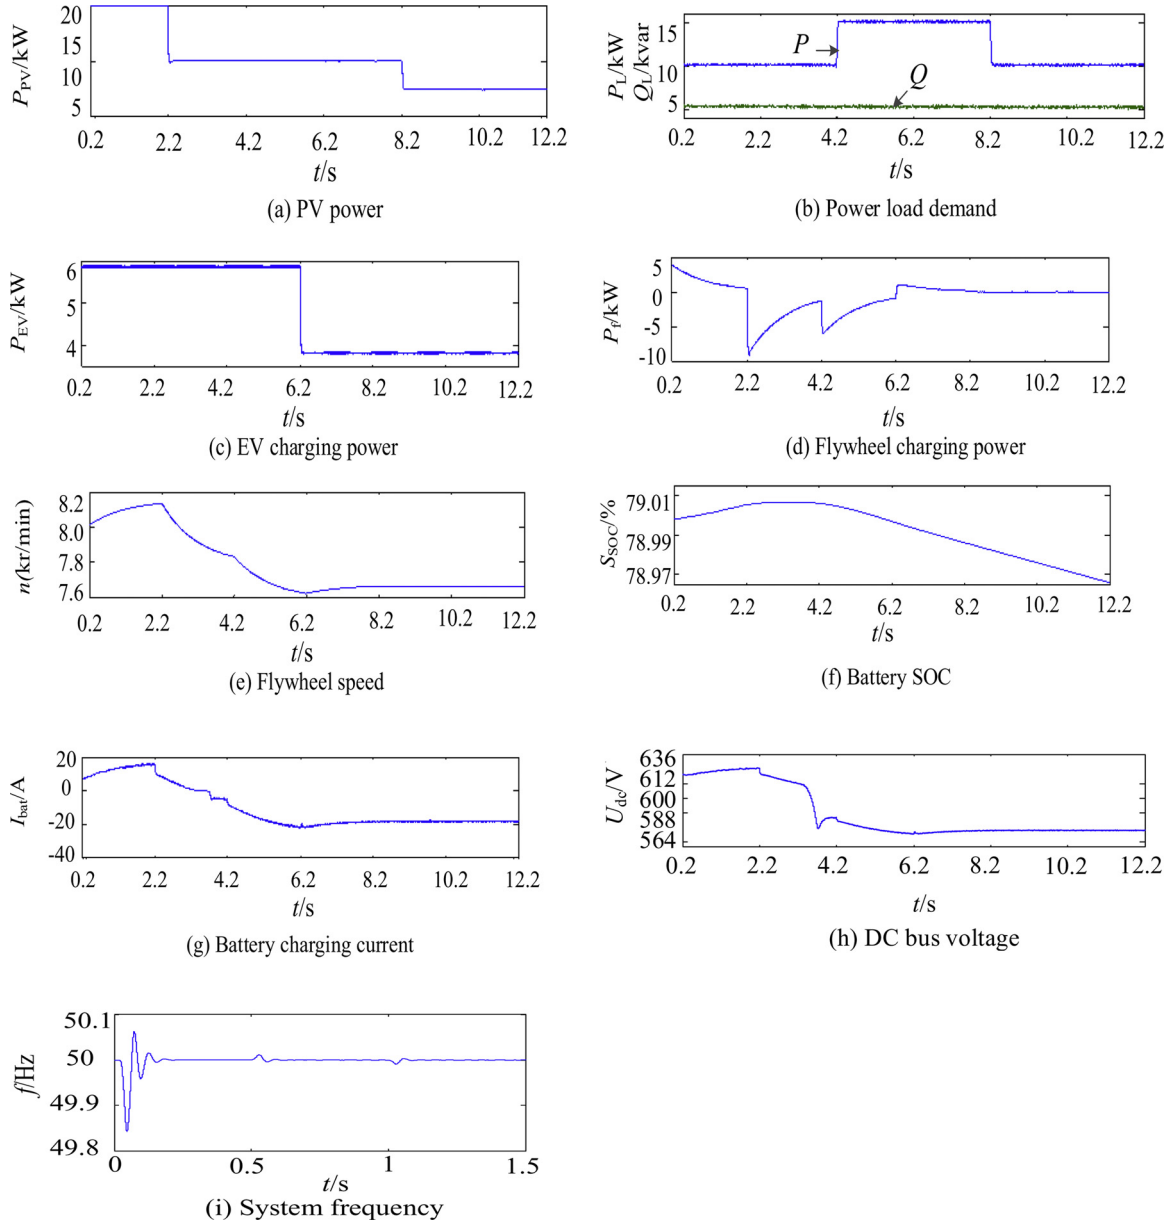 20
15
10
5
P_PV/kW
0.2 2.2 4.2 6.2 8.2 10.2 12.2
t/s
(a) PV power
15
10
5
P_L/kW
Q_L/kvar
P
Q
0.2 2.2 4.2 6.2 8.2 10.2 12.2
t/s
(b) Power load demand
6
5
4
P_EV/kW
0.2 2.2 4.2 6.2 8.2 10.2 12.2
t/s
(c) EV charging power
5
0
-5
-10
P_f/kW
0.2 2.2 4.2 6.2 8.2 10.2 12.2
t/s
(d) Flywheel charging power
8.2
8.0
7.8
7.6
n(kr/min)
0.2 2.2 4.2 6.2 8.2 10.2 12.2
t/s
(e) Flywheel speed
79.01
78.99
78.97
S_SOC/%
0.2 2.2 4.2 6.2 8.2 10.2 12.2
t/s
(f) Battery SOC
20
0
-20
-40
I_bat/A
0.2 2.2 4.2 6.2 8.2 10.2 12.2
t/s
(g) Battery charging current
636
612
600
588
564
U_dc/V
0.2 2.2 4.2 6.2 8.2 10.2 12.2
t/s
(h) DC bus voltage
50.1
50
49.9
49.8
f/Hz
0 0.5 1 1.5
t/s
(i) System frequency